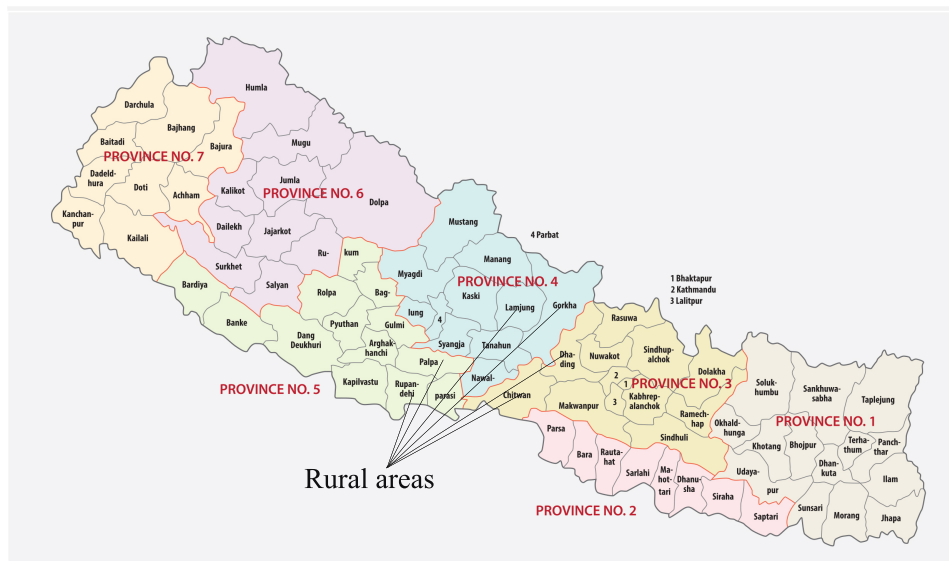 Humla
Darchula
Bajhang
Baitadi
Bajura
Mugu
PROVINCE NO. 7
Dadeld-
hura
Doti
Achham
Jumla
Kalikot
PROVINCE NO. 6
Dolpa
Kanchan-
pur
Kailali
Dailekh
Jajarkot
Mustang
4 Parbat
Surkhet
Ru-
kum
Manang
Myagdi
PROVINCE NO. 4
1 Bhaktapur
2 Kathmandu
3 Lalitpur
Bardiya
Salyan
Rolpa
Bag-
lung
Kaski
Lamjung
Gorkha
4
Banke
Pyuthan
Gulmi
Rasuwa
Dang
Deukhuri
Arghak-
hanchi
Syangja
Tanahun
Dha-
ding
Nuwakot
Sindhup-
alchok
Dolakha
Palpa
PROVINCE NO. 5
Kapilvastu
Rupan-
dehi
Nawal-
parasi
Chitwan
2
1
3
PROVINCE NO. 3
Kabhrep-
alanchok
Makwanpur
Ramech-
hap
Sindhuli
Soluk-
humbu
Sankhuwa-
sabha
Taplejung
PROVINCE NO. 1
Okhald-
hunga
Khotang
Bhojpur
Terha-
thum
Panch-
thar
Parsa
Bara
Rauta-
hat
Sarlahi
Ma-
hot-
tari
Dhanu-
sha
Siraha
Saptari
Udaya-
pur
Dhan-
kuta
Ilam
Sunsari
Morang
Jhapa
PROVINCE NO. 2
Rural areas